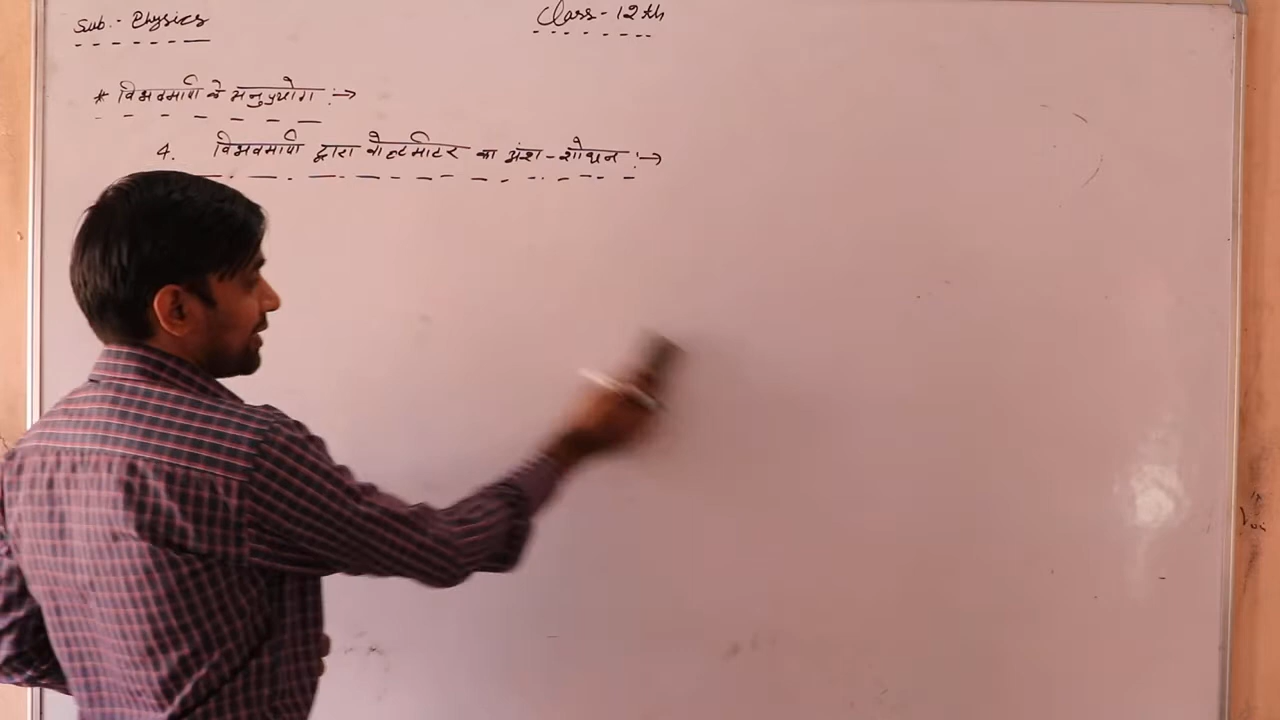 Sub.- Physics
Class-12th
* विभवमापी के अनुप्रयोग :→
4. विभवमापी द्वारा वोल्टमीटर का अंश-शोधन :→